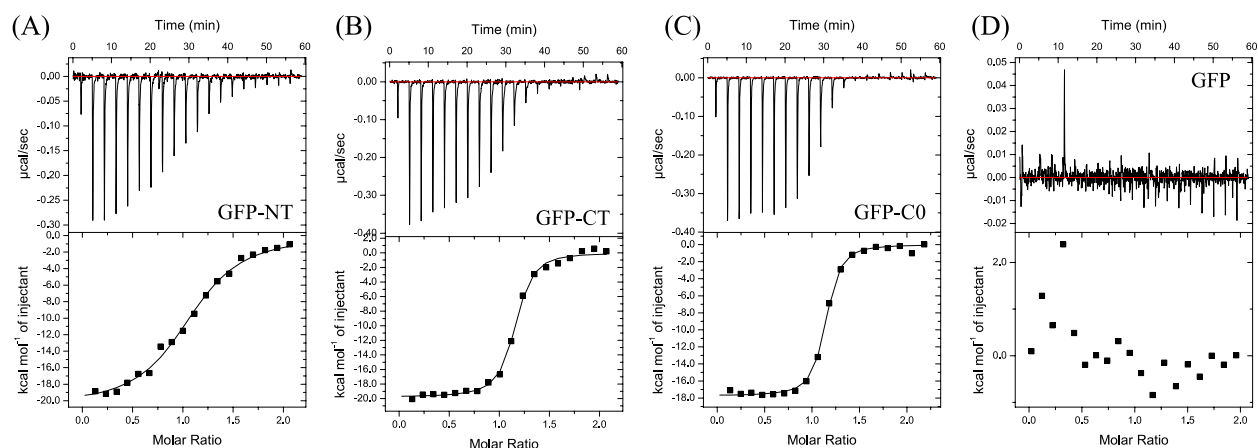 (A)
Time (min)
0 10 20 30 40 50 60
0.00
-0.05
-0.10
-0.15
-0.20
-0.25
-0.30
µcal/sec
GFP-NT
0.0
-2.0
-4.0
-6.0
-8.0
-10.0
-12.0
-14.0
-16.0
-18.0
-20.0
kcal mol⁻¹ of injectant
0.0 0.5 1.0 1.5 2.0
Molar Ratio
(B)
Time (min)
0 10 20 30 40 50 60
0.00
-0.10
-0.20
-0.30
-0.40
µcal/sec
GFP-CT
2.0
0.0
-2.0
-4.0
-6.0
-8.0
-10.0
-12.0
-14.0
-16.0
-18.0
-20.0
kcal mol⁻¹ of injectant
0.0 0.5 1.0 1.5 2.0
Molar Ratio
(C)
Time (min)
0 10 20 30 40 50 60
0.00
-0.10
-0.20
-0.30
-0.40
µcal/sec
GFP-C0
0.0
-2.0
-4.0
-6.0
-8.0
-10.0
-12.0
-14.0
-16.0
-18.0
kcal mol⁻¹ of injectant
0.0 0.5 1.0 1.5 2.0
Molar Ratio
(D)
Time (min)
0 10 20 30 40 50 60
0.05
0.04
0.03
0.02
0.01
0.00
-0.01
-0.02
µcal/sec
GFP
2.0
0.0
kcal mol⁻¹ of injectant
0.0 0.5 1.0 1.5 2.0
Molar Ratio